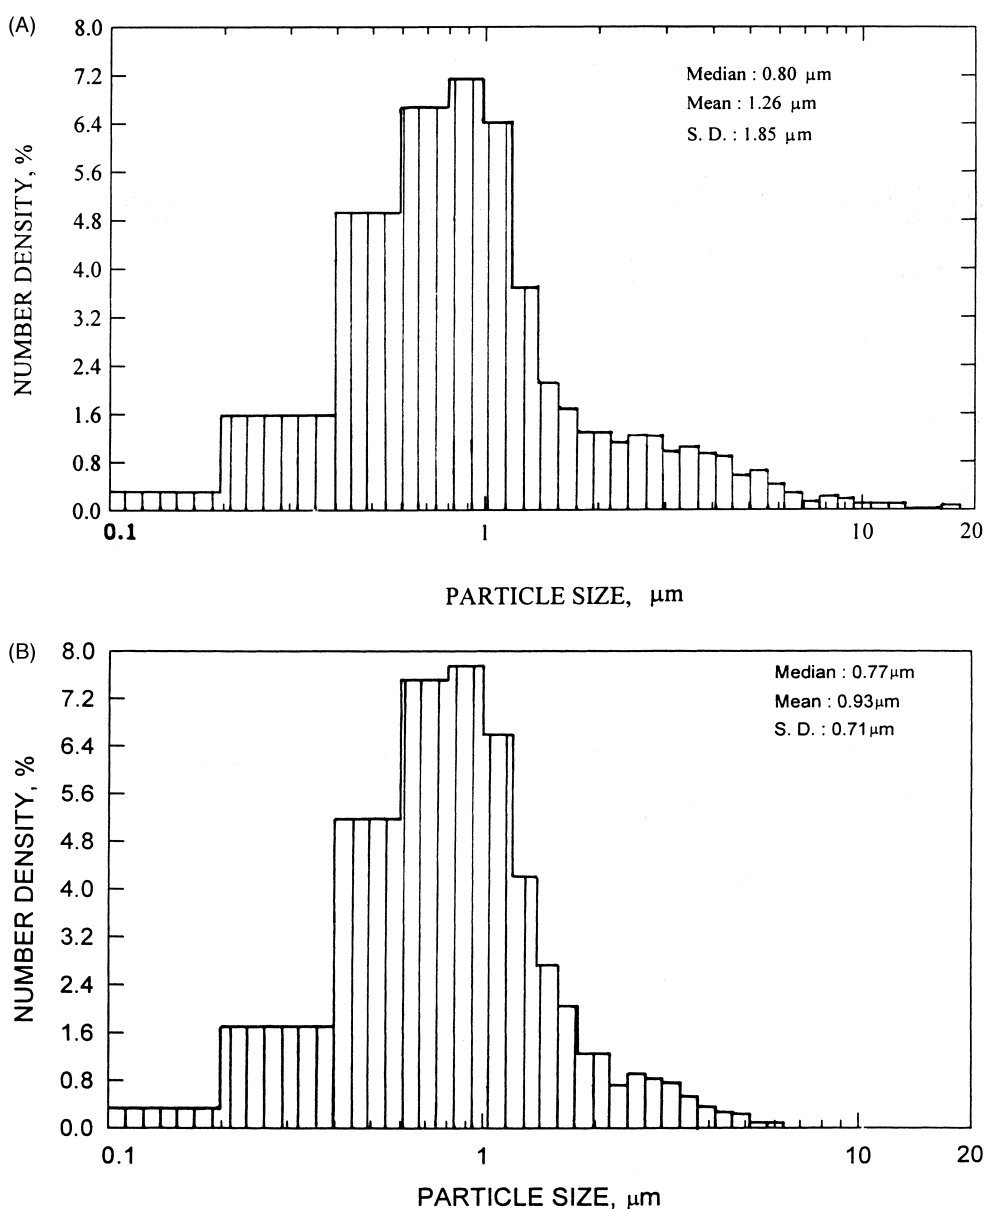 (A)
8.0
7.2
6.4
5.6
4.8
4.0
3.2
2.4
1.6
0.8
0.0
NUMBER DENSITY, %
Median : 0.80 μm
Mean : 1.26 μm
S. D. : 1.85 μm
0.1 1 10 20
PARTICLE SIZE, μm
(B)
8.0
7.2
6.4
5.6
4.8
4.0
3.2
2.4
1.6
0.8
0.0
NUMBER DENSITY, %
Median : 0.77μm
Mean : 0.93μm
S. D. : 0.71μm
0.1 1 10 20
PARTICLE SIZE, μm